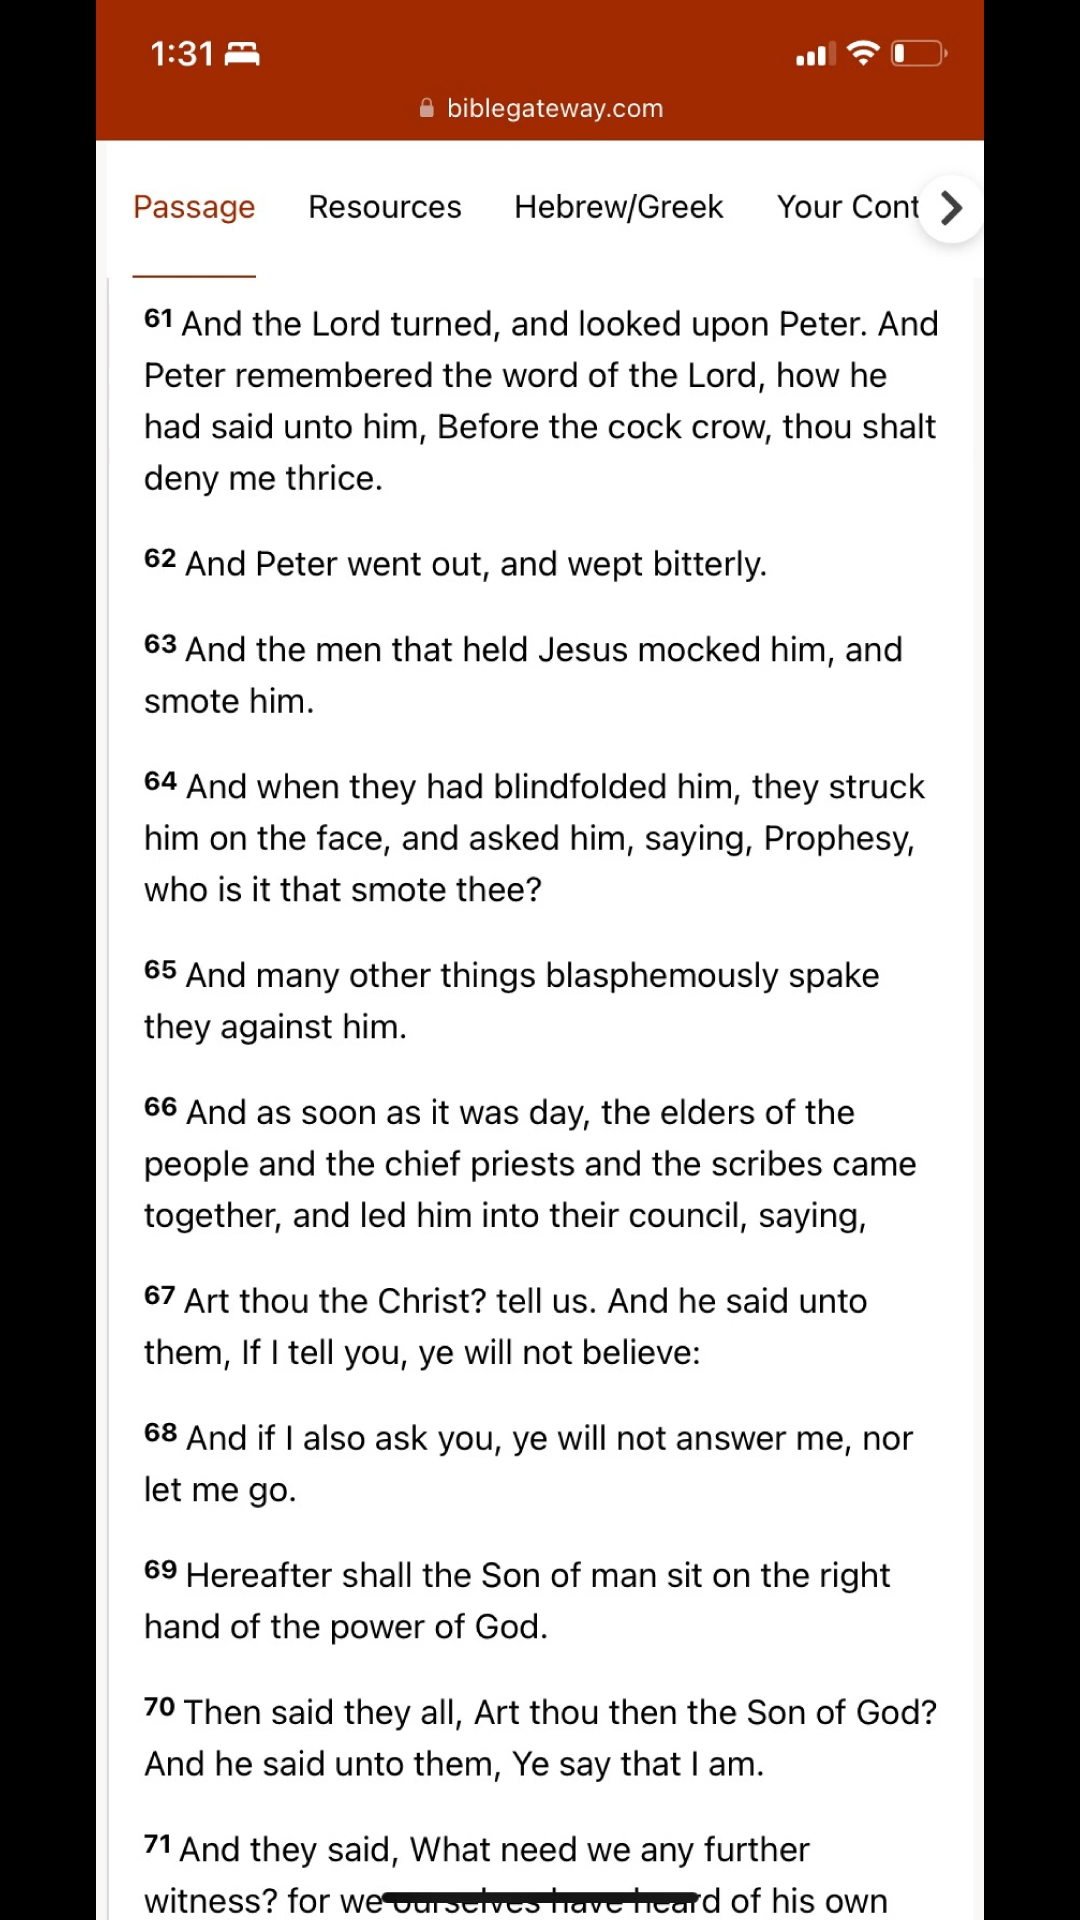 1:31
biblegateway.com
Passage Resources Hebrew/Greek Your Cont
61 And the Lord turned, and looked upon Peter. And
Peter remembered the word of the Lord, how he
had said unto him, Before the cock crow, thou shalt
deny me thrice.
62 And Peter went out, and wept bitterly.
63 And the men that held Jesus mocked him, and
smote him.
64 And when they had blindfolded him, they struck
him on the face, and asked him, saying, Prophesy,
who is it that smote thee?
65 And many other things blasphemously spake
they against him.
66 And as soon as it was day, the elders of the
people and the chief priests and the scribes came
together, and led him into their council, saying,
67 Art thou the Christ? tell us. And he said unto
them, If I tell you, ye will not believe:
68 And if I also ask you, ye will not answer me, nor
let me go.
69 Hereafter shall the Son of man sit on the right
hand of the power of God.
70 Then said they all, Art thou then the Son of God?
And he said unto them, Ye say that I am.
71 And they said, What need we any further
witness? for we ourselves have heard of his own